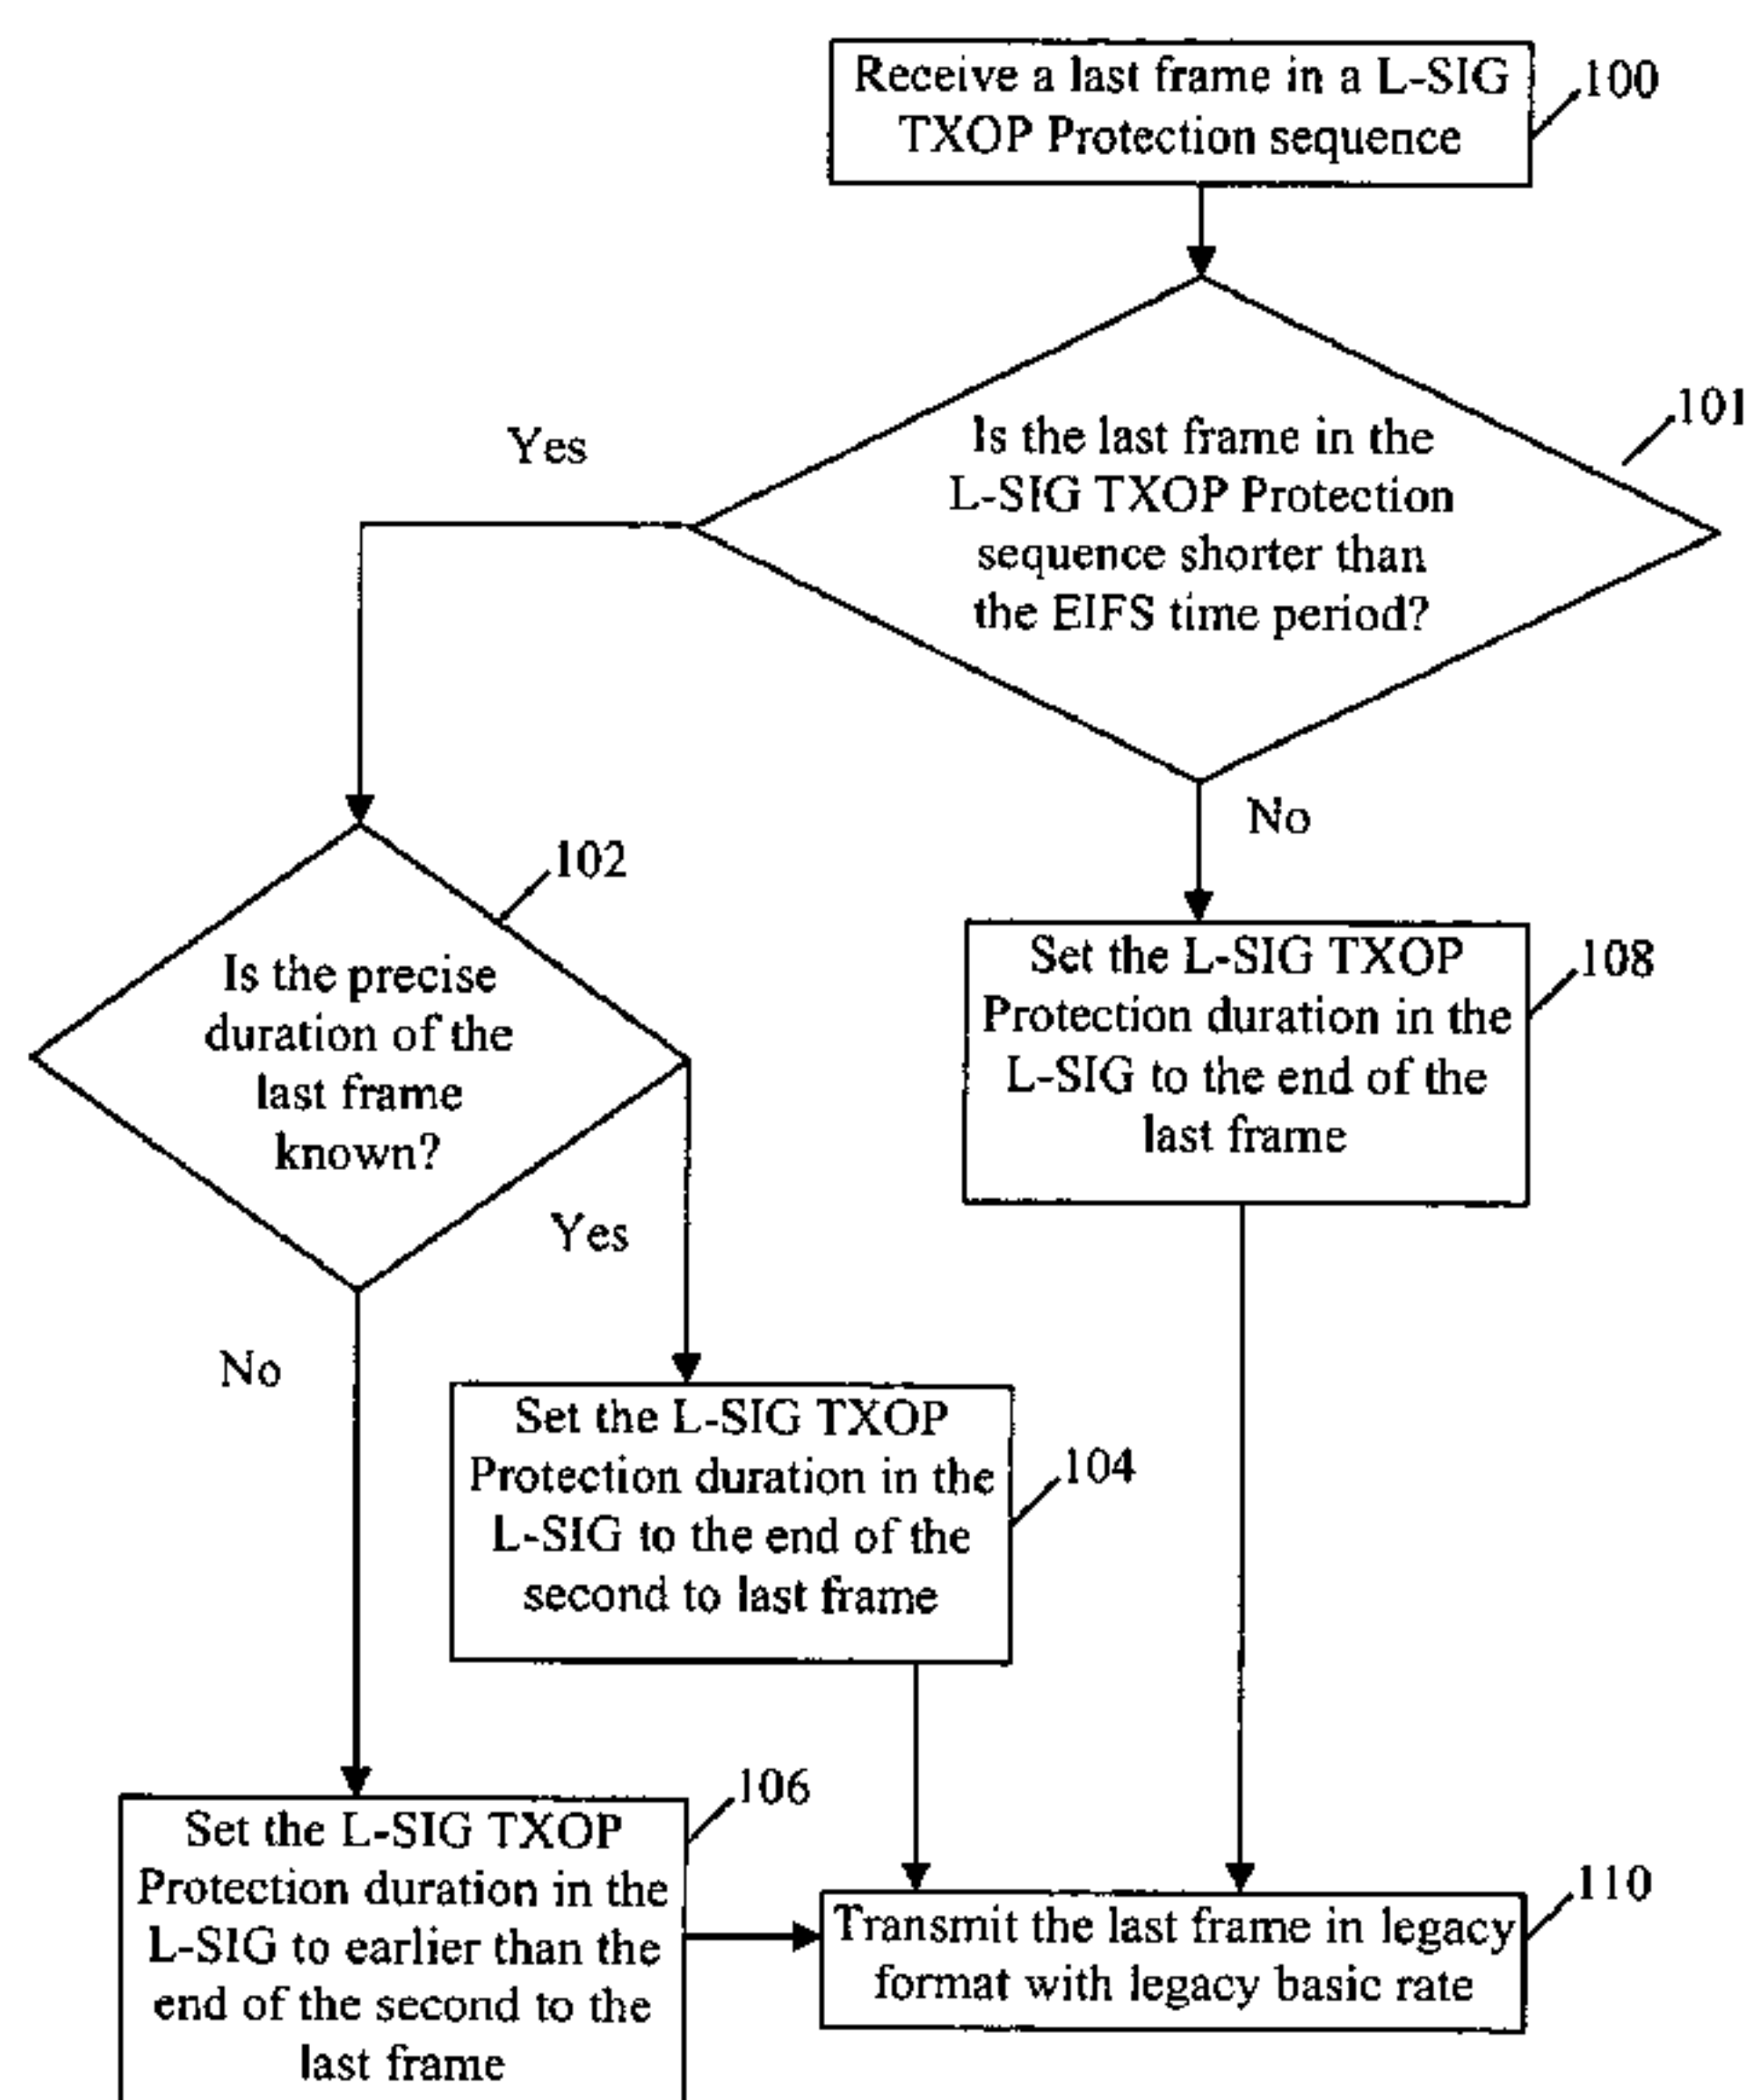 Receive a last frame in a L-SIG
TXOP Protection sequence
100
Is the last frame in the
L-SIG TXOP Protection
sequence shorter than
the EIFS time period?
101
Yes
No
Is the precise
duration of the
last frame
known?
102
Set the L-SIG TXOP
Protection duration in the
L-SIG to the end of the
last frame
108
Yes
No
Set the L-SIG TXOP
Protection duration in the
L-SIG to the end of the
second to last frame
104
Set the L-SIG TXOP
Protection duration in the
L-SIG to earlier than the
end of the second to the
last frame
106
Transmit the last frame in legacy
format with legacy basic rate
110